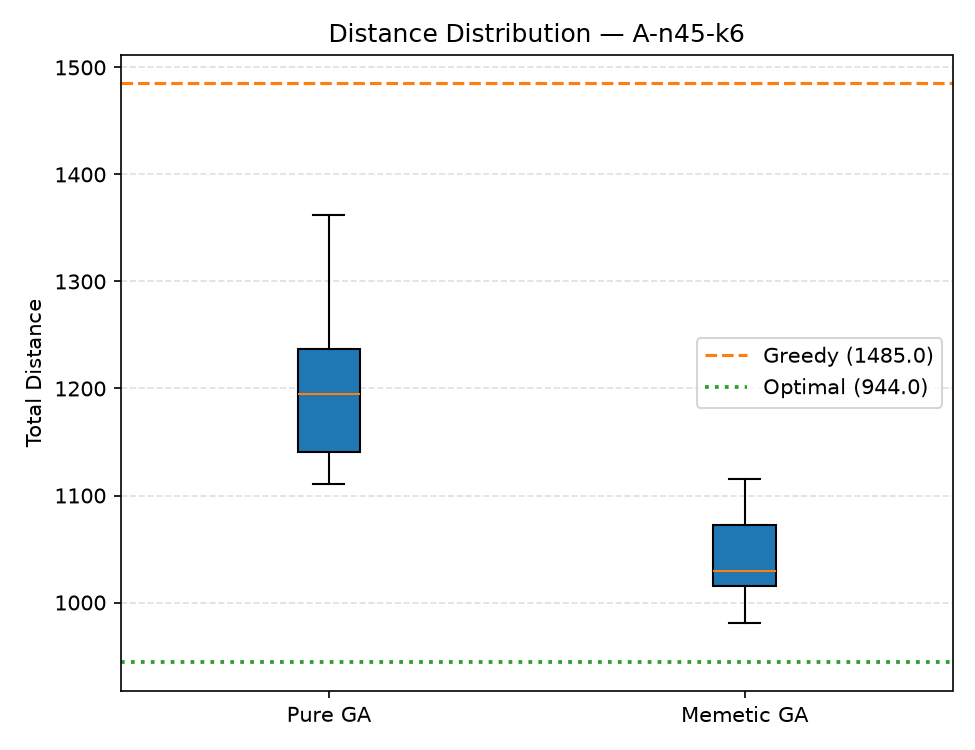 Distance Distribution — A-n45-k6
Total Distance
1500
1400
1300
1200
1100
1000
Greedy (1485.0)
Optimal (944.0)
Pure GA
Memetic GA